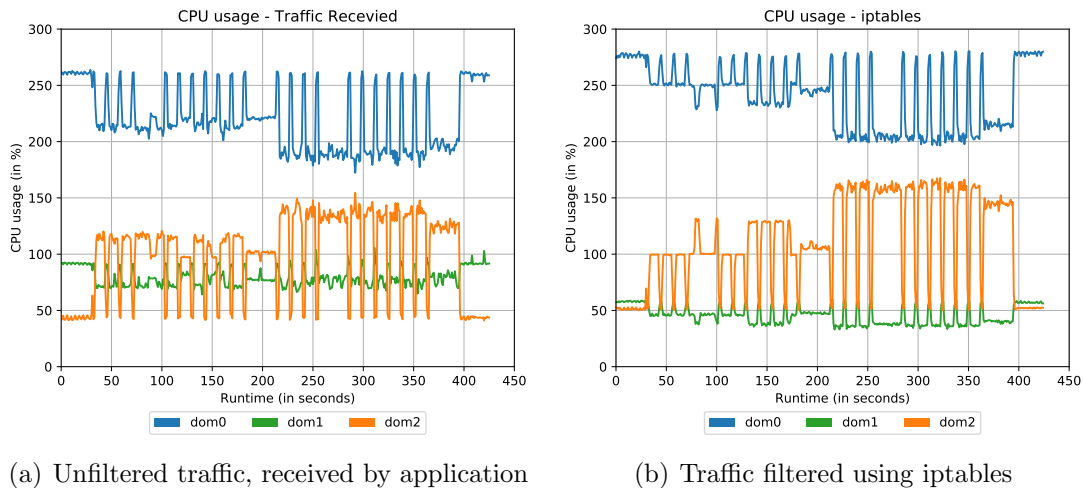 CPU usage - Traffic Recevied
300
250
200
150
100
50
0
CPU usage (in %)
0 50 100 150 200 250 300 350 400 450
Runtime (in seconds)
dom0 dom1 dom2
(a) Unfiltered traffic, received by application
CPU usage - iptables
300
250
200
150
100
50
0
CPU usage (in %)
0 50 100 150 200 250 300 350 400 450
Runtime (in seconds)
dom0 dom1 dom2
(b) Traffic filtered using iptables